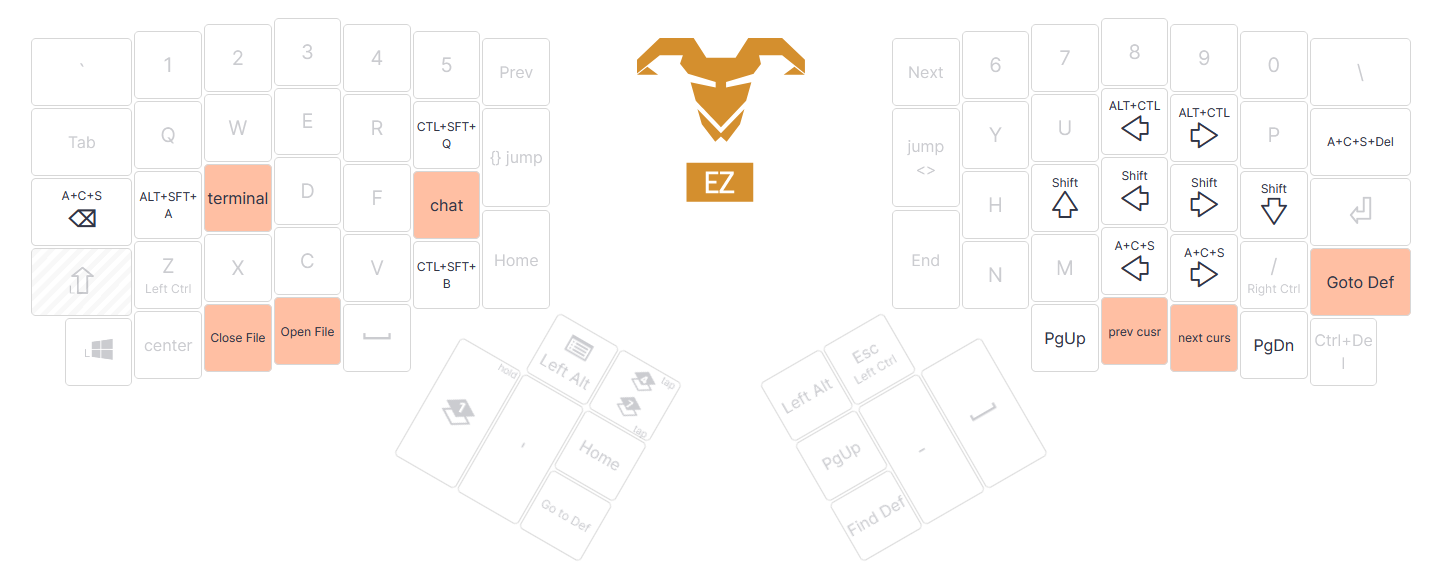 `
1
2
3
4
5
Prev
Next
6
7
8
9
0
\
Tab
Q
W
E
R
CTL+SFT+
Q
{} jump
jump
<>
Y
U
ALT+CTL
ALT+CTL
P
A+C+S+Del
A+C+S
ALT+SFT+
A
terminal
D
F
chat
H
Shift
Shift
Shift
Shift
L
Z
Left Ctrl
X
C
V
CTL+SFT+
B
Home
End
N
M
A+C+S
A+C+S
/
Right Ctrl
Goto Def
L
center
Close File
Open File
PgUp
prev cusr
next curs
PgDn
Ctrl+De
l
EZ
hold
7
Left Alt
tap
tap
7
'
Home
Go to Def
Left Alt
Esc
Left Ctrl
PgUp
-
Find Def